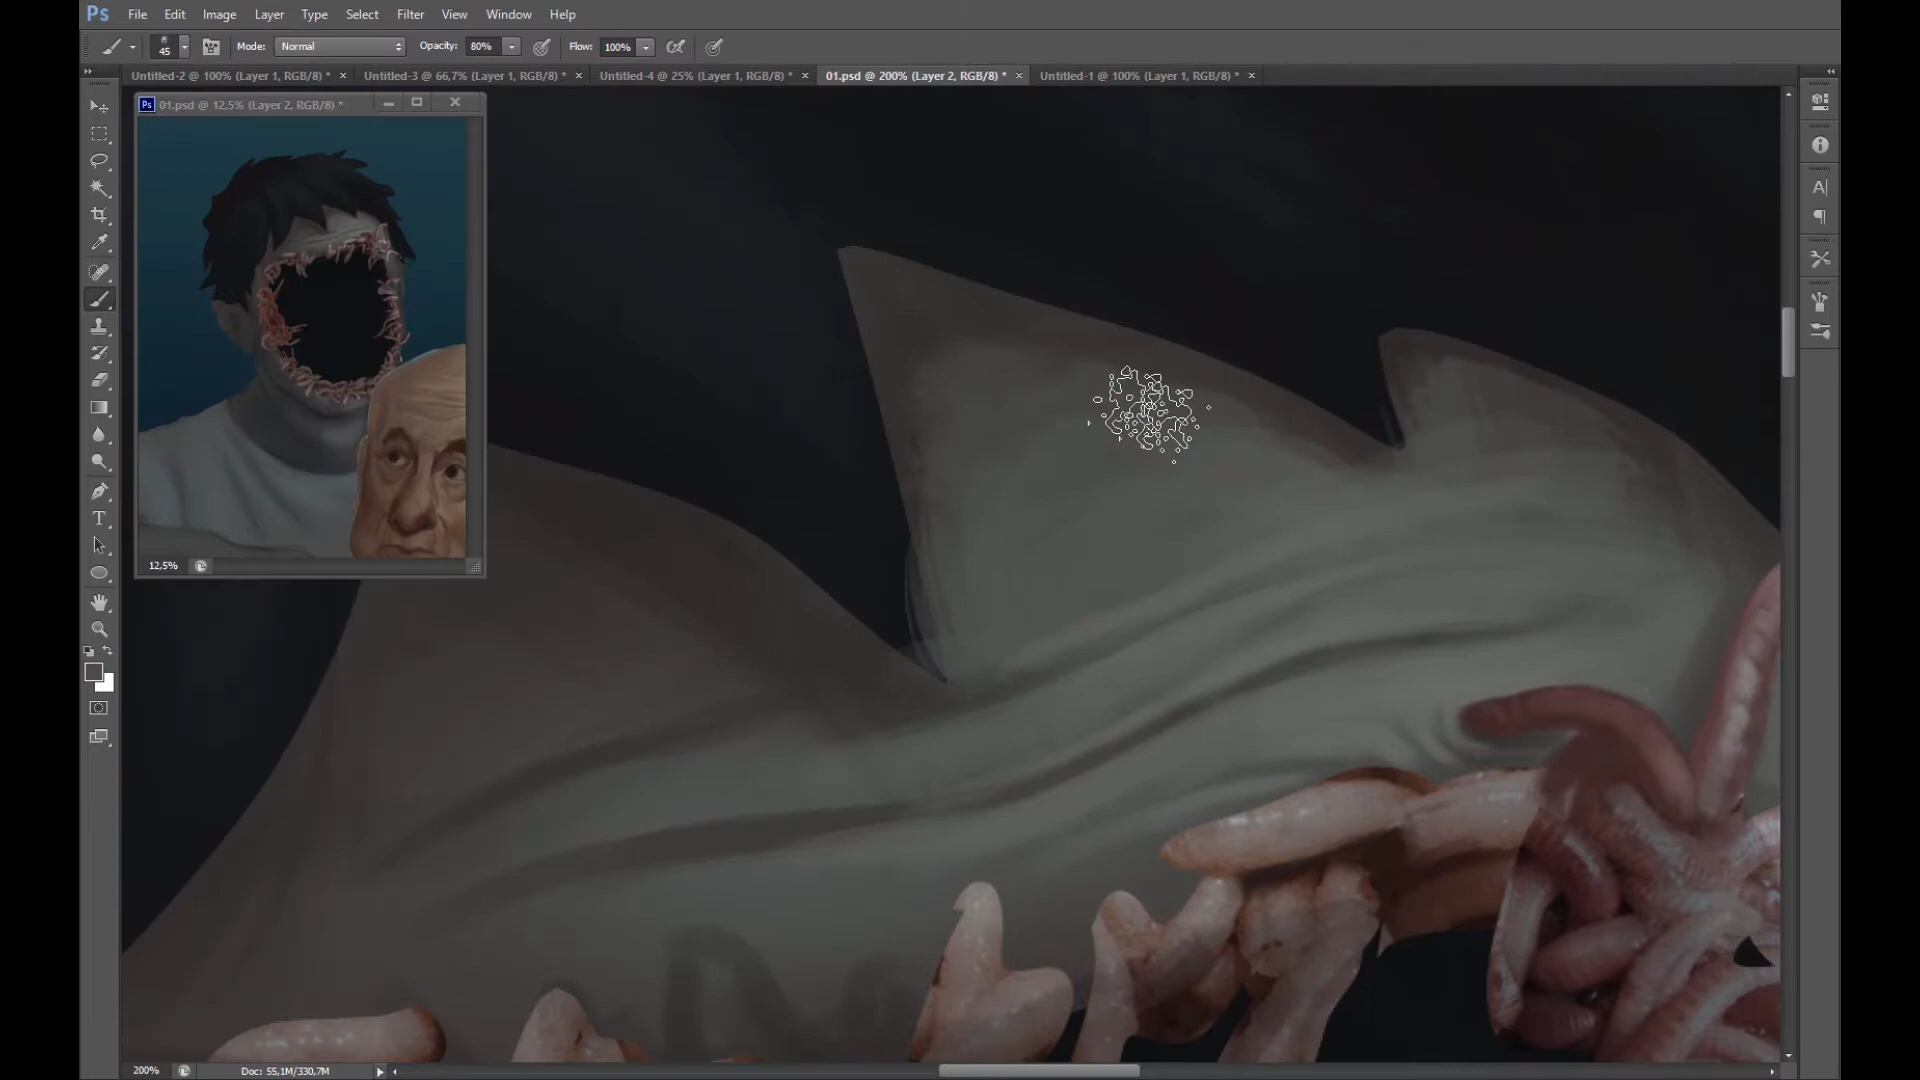 Ps File Edit Image Layer Type Select Filter View Window Help
45 Mode: Normal Opacity: 80% Flow: 100%
Untitled-2 @ 100% (Layer 1, RGB/8) * × Untitled-3 @ 66,7% (Layer 1, RGB/8) * × Untitled-4 @ 25% (Layer 1, RGB/8) * × 01.psd @ 200% (Layer 2, RGB/8) * × Untitled-1 @ 100% (Layer 1, RGB/8) * ×
Ps 01.psd @ 12,5% (Layer 2, RGB/8) *
12,5%
200% Doc: 55,1M/330,7M